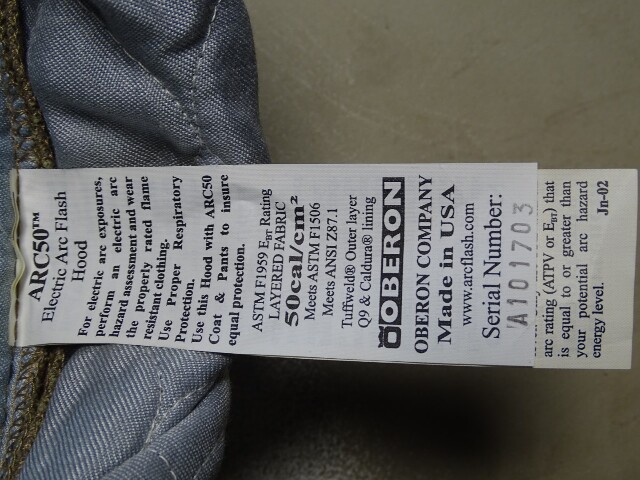 ARC50™
Electric Arc Flash
Hood
For electric arc exposures,
perform an electric arc
hazard assessment and wear
the properly rated flame
resistant clothing.
Use Proper Respiratory
Protection.
Use this Hood with ARC50
Coat & Pants to insure
equal protection.
ASTM F1959 EBT Rating
LAYERED FABRIC
50cal/cm²
Meets ASTM F1506
Meets ANSI Z87.1
Tuffweld® Outer layer
Q9 & Caldura® lining
OBERON
OBERON COMPANY
Made in USA
www.arcflash.com
Serial Number:
A101703
arc rating (ATPV or EBT) that
is equal to or greater than
your potential arc hazard
energy level.
Jn-02